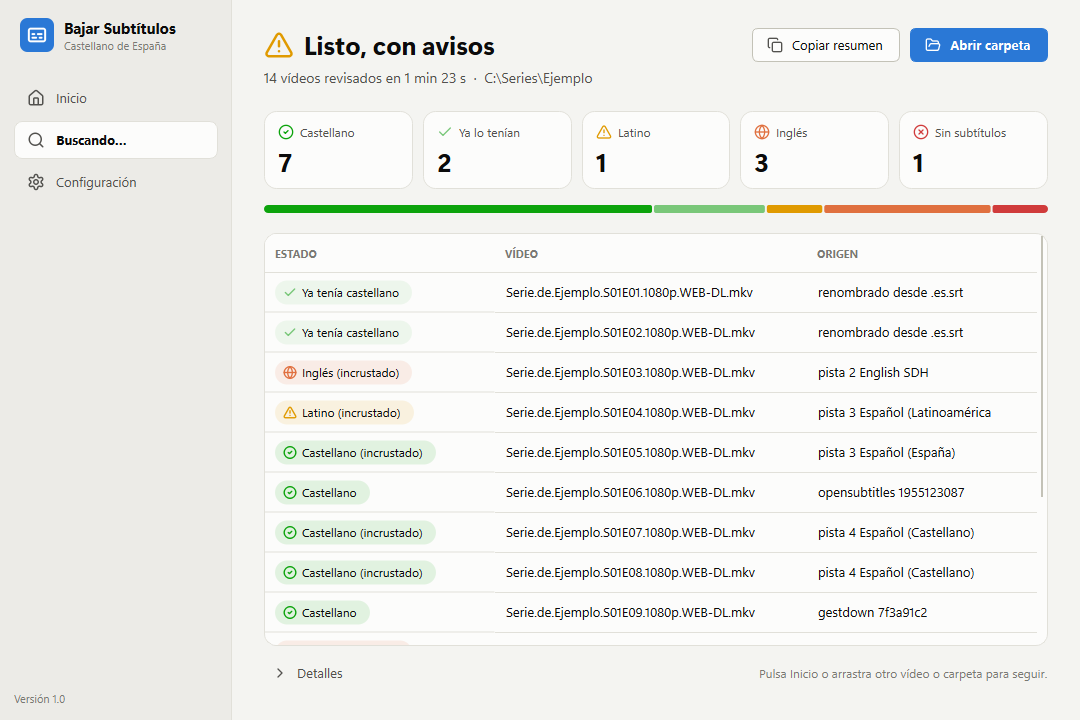 Bajar Subtítulos
Castellano de España
Inicio
Buscando...
Configuración
Versión 1.0
Listo, con avisos
14 vídeos revisados en 1 min 23 s · C:\Series\Ejemplo
Copiar resumen
Abrir carpeta
Castellano
7
Ya lo tenían
2
Latino
1
Inglés
3
Sin subtítulos
1
ESTADO VÍDEO ORIGEN
Ya tenía castellano Serie.de.Ejemplo.S01E01.1080p.WEB-DL.mkv renombrado desde .es.srt
Ya tenía castellano Serie.de.Ejemplo.S01E02.1080p.WEB-DL.mkv renombrado desde .es.srt
Inglés (incrustado) Serie.de.Ejemplo.S01E03.1080p.WEB-DL.mkv pista 2 English SDH
Latino (incrustado) Serie.de.Ejemplo.S01E04.1080p.WEB-DL.mkv pista 3 Español (Latinoamérica
Castellano (incrustado) Serie.de.Ejemplo.S01E05.1080p.WEB-DL.mkv pista 3 Español (España)
Castellano Serie.de.Ejemplo.S01E06.1080p.WEB-DL.mkv opensubtitles 1955123087
Castellano (incrustado) Serie.de.Ejemplo.S01E07.1080p.WEB-DL.mkv pista 4 Español (Castellano)
Castellano (incrustado) Serie.de.Ejemplo.S01E08.1080p.WEB-DL.mkv pista 4 Español (Castellano)
Castellano Serie.de.Ejemplo.S01E09.1080p.WEB-DL.mkv gestdown 7f3a91c2
Detalles
Pulsa Inicio o arrastra otro vídeo o carpeta para seguir.